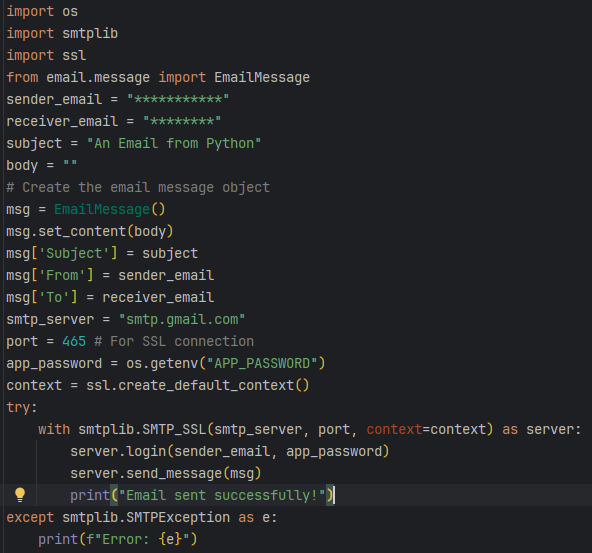 import os
import smtplib
import ssl
from email.message import EmailMessage
sender_email = "***********"
receiver_email = "********"
subject = "An Email from Python"
body = ""
# Create the email message object
msg = EmailMessage()
msg.set_content(body)
msg['Subject'] = subject
msg['From'] = sender_email
msg['To'] = receiver_email
smtp_server = "smtp.gmail.com"
port = 465 # For SSL connection
app_password = os.getenv("APP_PASSWORD")
context = ssl.create_default_context()
try:
    with smtplib.SMTP_SSL(smtp_server, port, context=context) as server:
        server.login(sender_email, app_password)
        server.send_message(msg)
        print("Email sent successfully!")
except smtplib.SMTPException as e:
    print(f"Error: {e}")